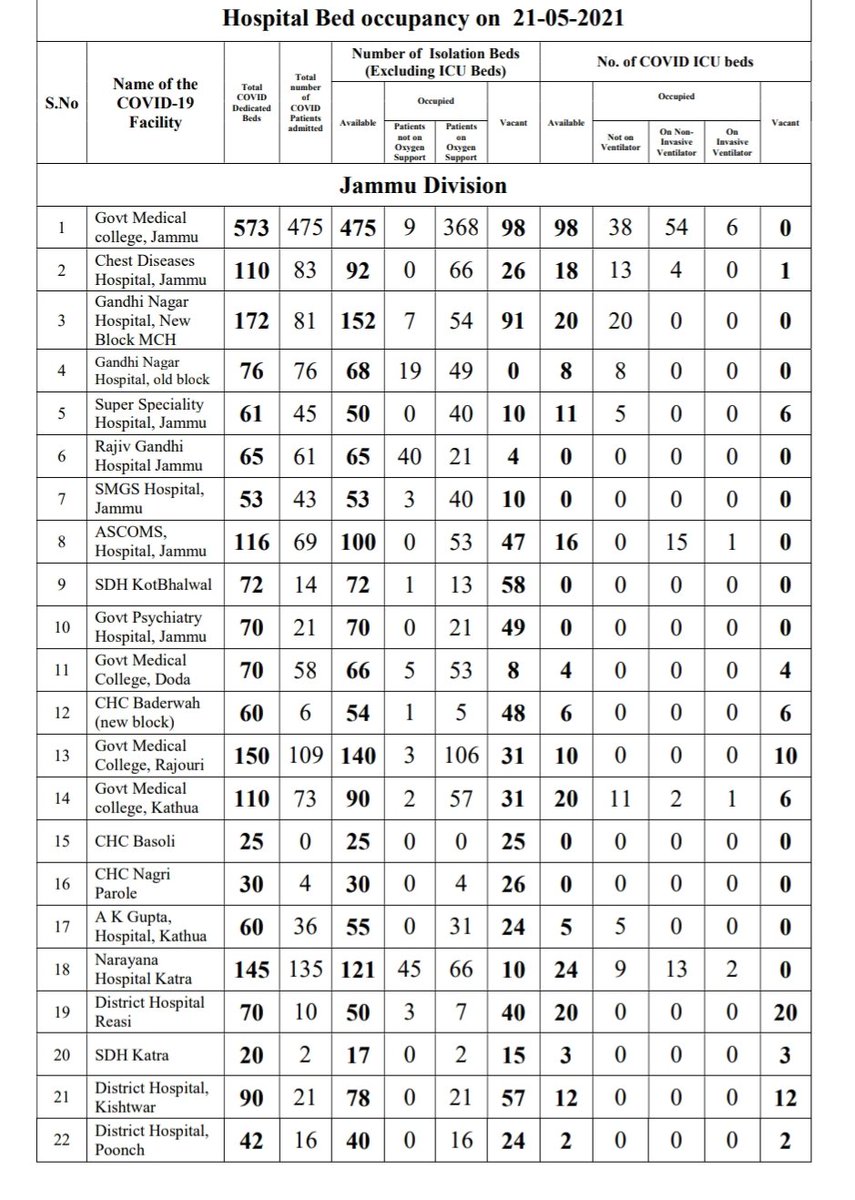 Hospital Bed occupancy on 21-05-2021
S.No Name of the COVID-19 Facility Total COVID Dedicated Beds Total number of COVID Patients admitted Number of Isolation Beds (Excluding ICU Beds) No. of COVID ICU beds
Available Occupied Vacant Available Occupied Vacant
Patients not on Oxygen Support Patients on Oxygen Support Not on Ventilator On Non-Invasive Ventilator On Invasive Ventilator
Jammu Division
1 Govt Medical college, Jammu 573 475 475 9 368 98 98 38 54 6 0
2 Chest Diseases Hospital, Jammu 110 83 92 0 66 26 18 13 4 0 1
3 Gandhi Nagar Hospital, New Block MCH 172 81 152 7 54 91 20 20 0 0 0
4 Gandhi Nagar Hospital, old block 76 76 68 19 49 0 8 8 0 0 0
5 Super Speciality Hospital, Jammu 61 45 50 0 40 10 11 5 0 0 6
6 Rajiv Gandhi Hospital Jammu 65 61 65 40 21 4 0 0 0 0 0
7 SMGS Hospital, Jammu 53 43 53 3 40 10 0 0 0 0 0
8 ASCOMS, Hospital, Jammu 116 69 100 0 53 47 16 0 15 1 0
9 SDH KotBhalwal 72 14 72 1 13 58 0 0 0 0 0
10 Govt Psychiatry Hospital, Jammu 70 21 70 0 21 49 0 0 0 0 0
11 Govt Medical College, Doda 70 58 66 5 53 8 4 0 0 0 4
12 CHC Baderwah (new block) 60 6 54 1 5 48 6 0 0 0 6
13 Govt Medical College, Rajouri 150 109 140 3 106 31 10 0 0 0 10
14 Govt Medical college, Kathua 110 73 90 2 57 31 20 11 2 1 6
15 CHC Basoli 25 0 25 0 0 25 0 0 0 0 0
16 CHC Nagri Parole 30 4 30 0 4 26 0 0 0 0 0
17 A K Gupta, Hospital, Kathua 60 36 55 0 31 24 5 5 0 0 0
18 Narayana Hospital Katra 145 135 121 45 66 10 24 9 13 2 0
19 District Hospital Reasi 70 10 50 3 7 40 20 0 0 0 20
20 SDH Katra 20 2 17 0 2 15 3 0 0 0 3
21 District Hospital, Kishtwar 90 21 78 0 21 57 12 0 0 0 12
22 District Hospital, Poonch 42 16 40 0 16 24 2 0 0 0 2